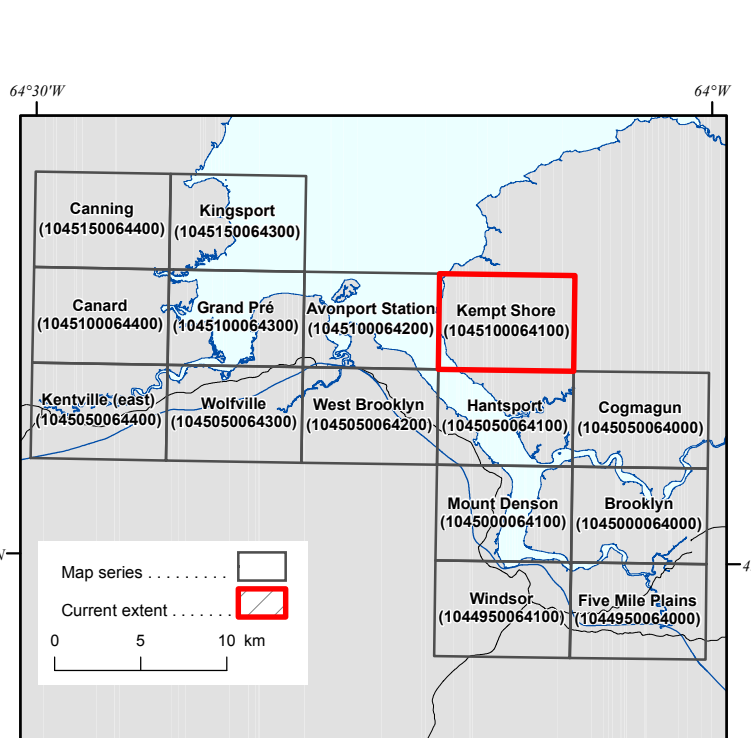 64°30'W
64°W
Canning
(1045150064400)
Kingsport
(1045150064300)
Canard
(1045100064400)
Grand Pré
(1045100064300)
Avonport Station
(1045100064200)
Kempt Shore
(1045100064100)
Kentville (east)
(1045050064400)
Wolfville
(1045050064300)
West Brooklyn
(1045050064200)
Hantsport
(1045050064100)
Cogmagun
(1045050064000)
Mount Denson
(1045000064100)
Brooklyn
(1045000064000)
Windsor
(1044950064100)
Five Mile Plains
(1044950064000)
Map series . . . . . . . . .
Current extent . . . . . . .
0 5 10 km